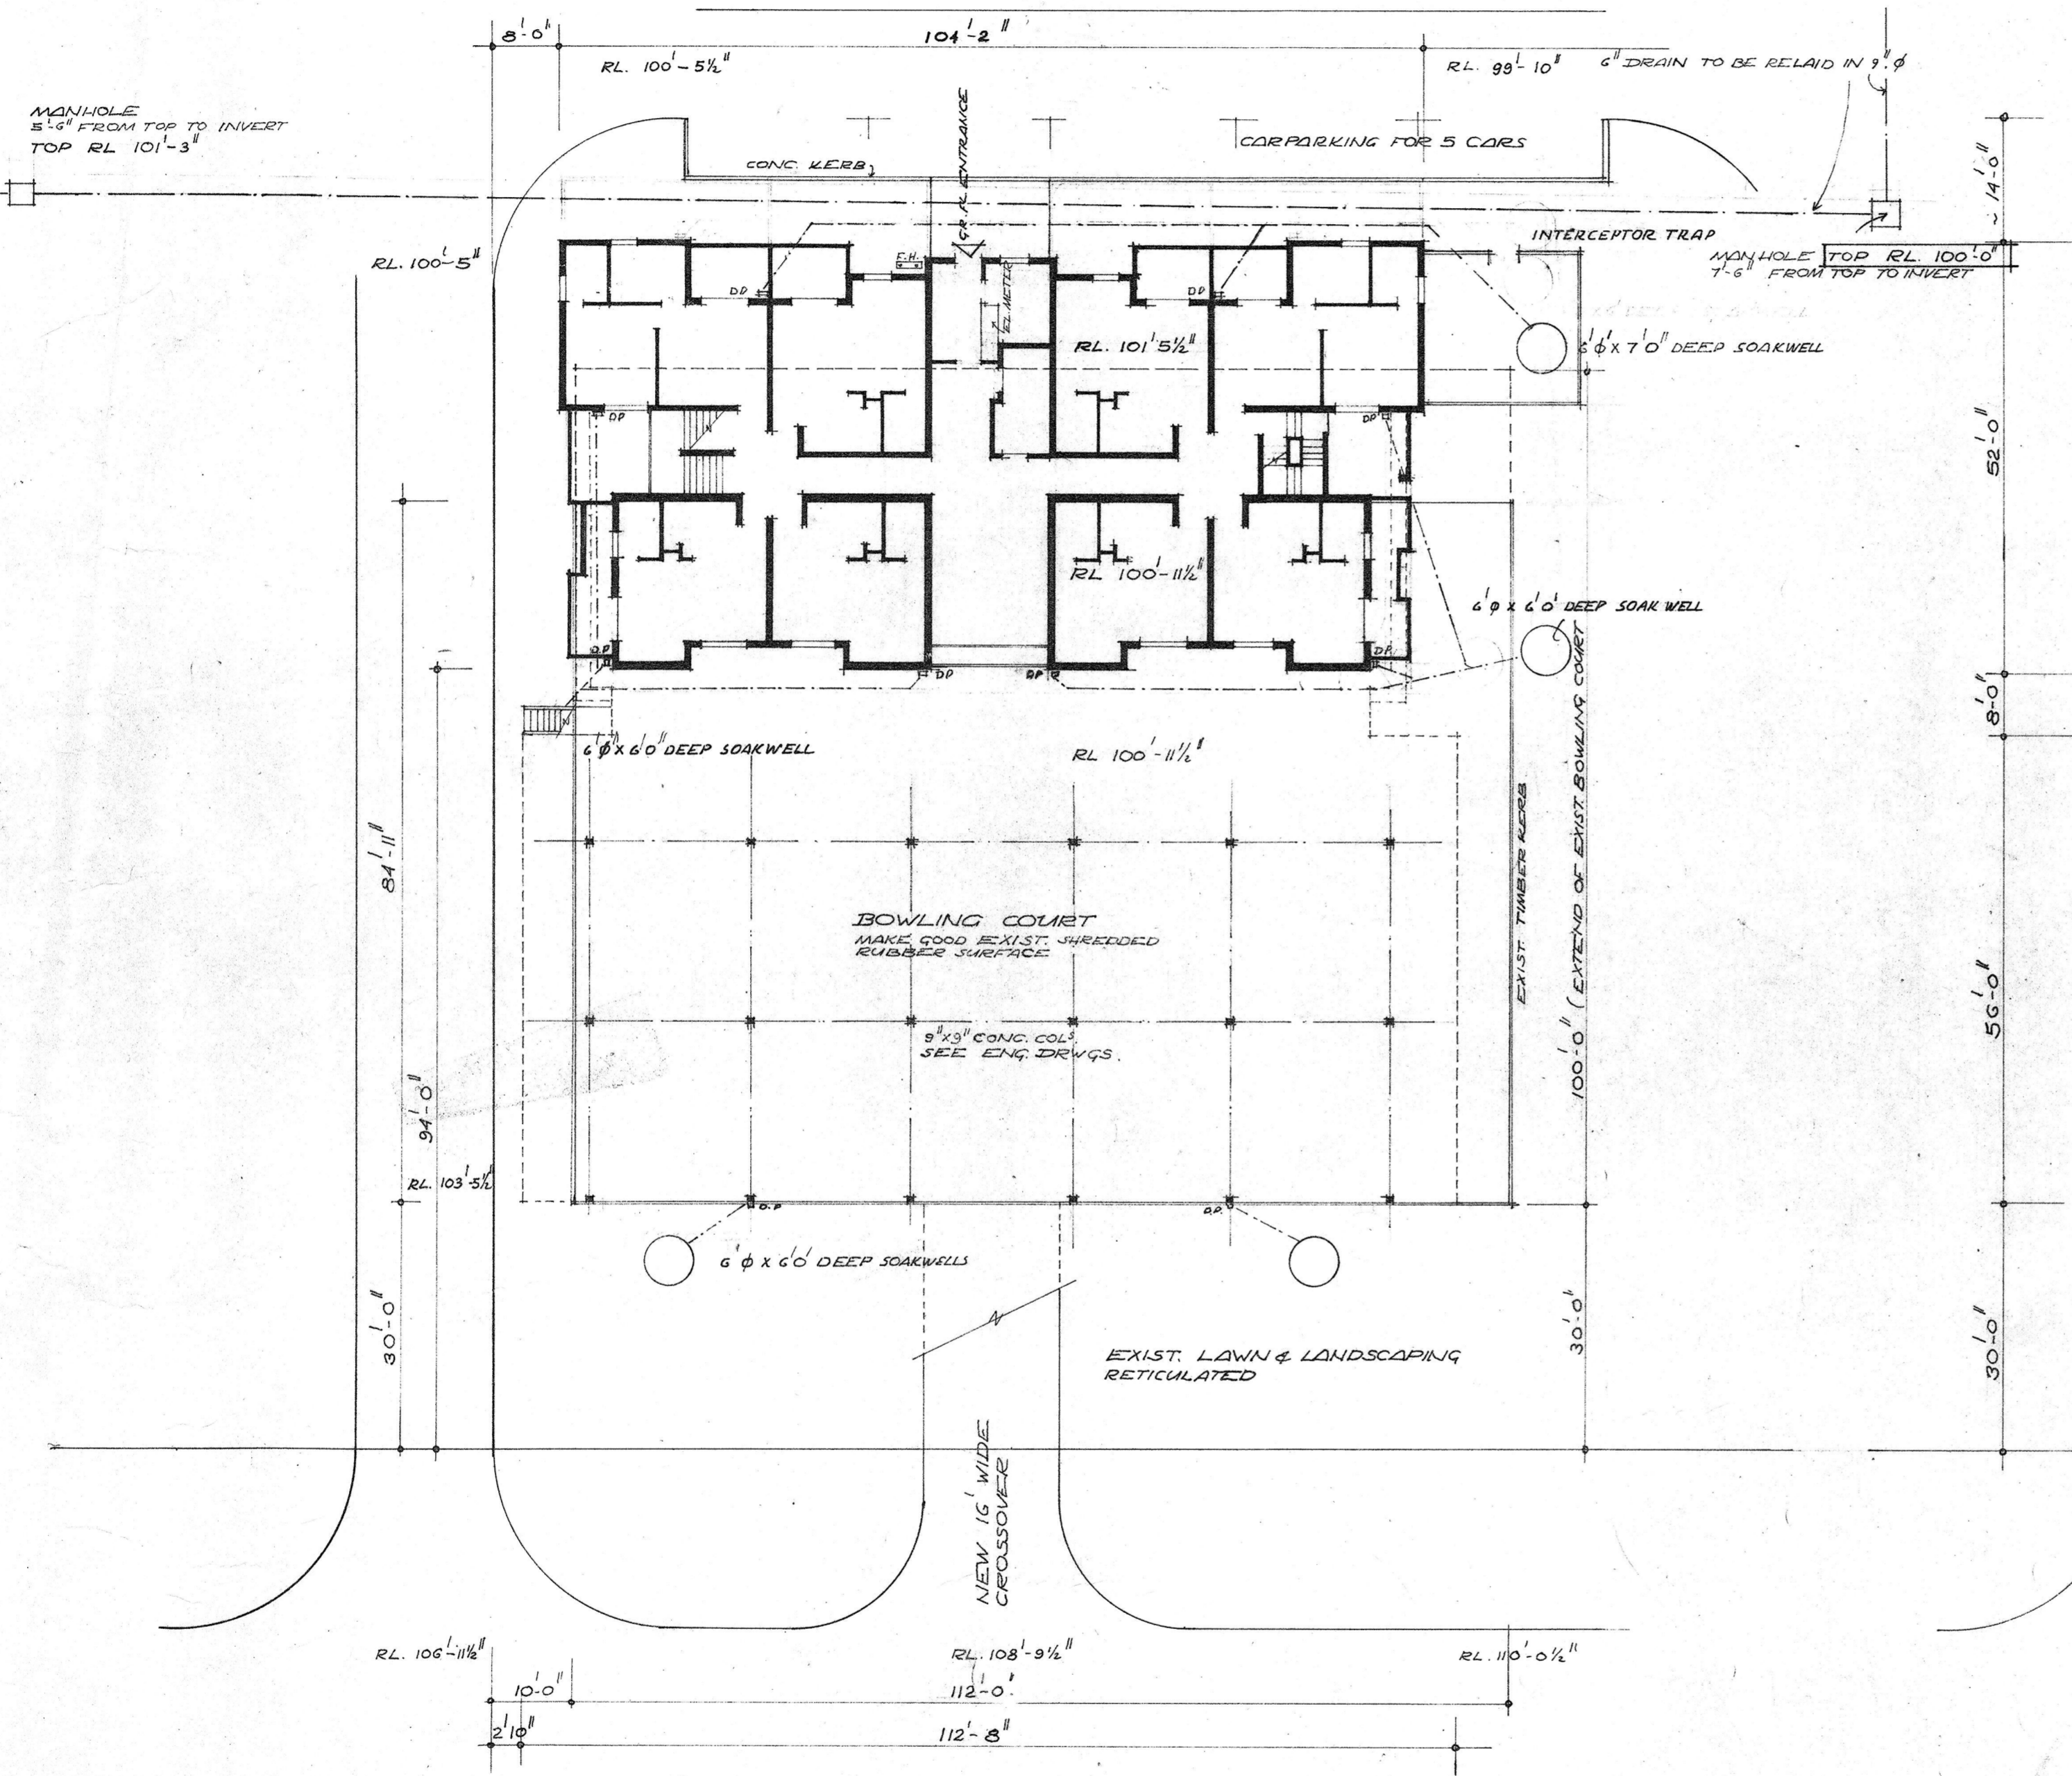 8'-0"
104'-2"
RL. 100'-5½"
RL. 99'-10"
6" DRAIN TO BE RELAID IN 9"ø
MANHOLE
5'-6" FROM TOP TO INVERT
TOP RL 101'-3"
GR. FL. ENTRANCE
CARPARKING FOR 5 CARS
CONC. KERB
~ 14'-0"
INTERCEPTOR TRAP
RL. 100'-5"
F.H.
MANHOLE TOP RL. 100'-0"
7'-6" FROM TOP TO INVERT
DP
DP
EL. METER
RL. 101'5½"
6'ø X 7'0" DEEP SOAKWELL
DP
DP
52'-0"
RL 100'-11½"
6'ø X 6'0" DEEP SOAK WELL
D.P.
DP
DP
DP
8'-0"
6'ø X 6'0" DEEP SOAKWELL
RL 100'-11½"
84'-11"
EXIST. TIMBER KERB
100'-0" (EXTEND OF EXIST. BOWLING COURT
BOWLING COURT
MAKE GOOD EXIST. SHREDDED
RUBBER SURFACE
56'-0"
9"X9" CONC. COLS.
SEE ENG. DRWGS.
94'-0"
RL. 103'-5½"
D.P
D.P.
6'ø X 6'0' DEEP SOAKWELLS
30'-0"
30'-0'
30'-0"
EXIST. LAWN & LANDSCAPING
RETICULATED
NEW 16' WIDE
CROSSOVER
RL. 106'-11½"
RL. 108'-9½"
RL. 110'-0½"
10'-0"
112'-0'
2'10"
112'-8"